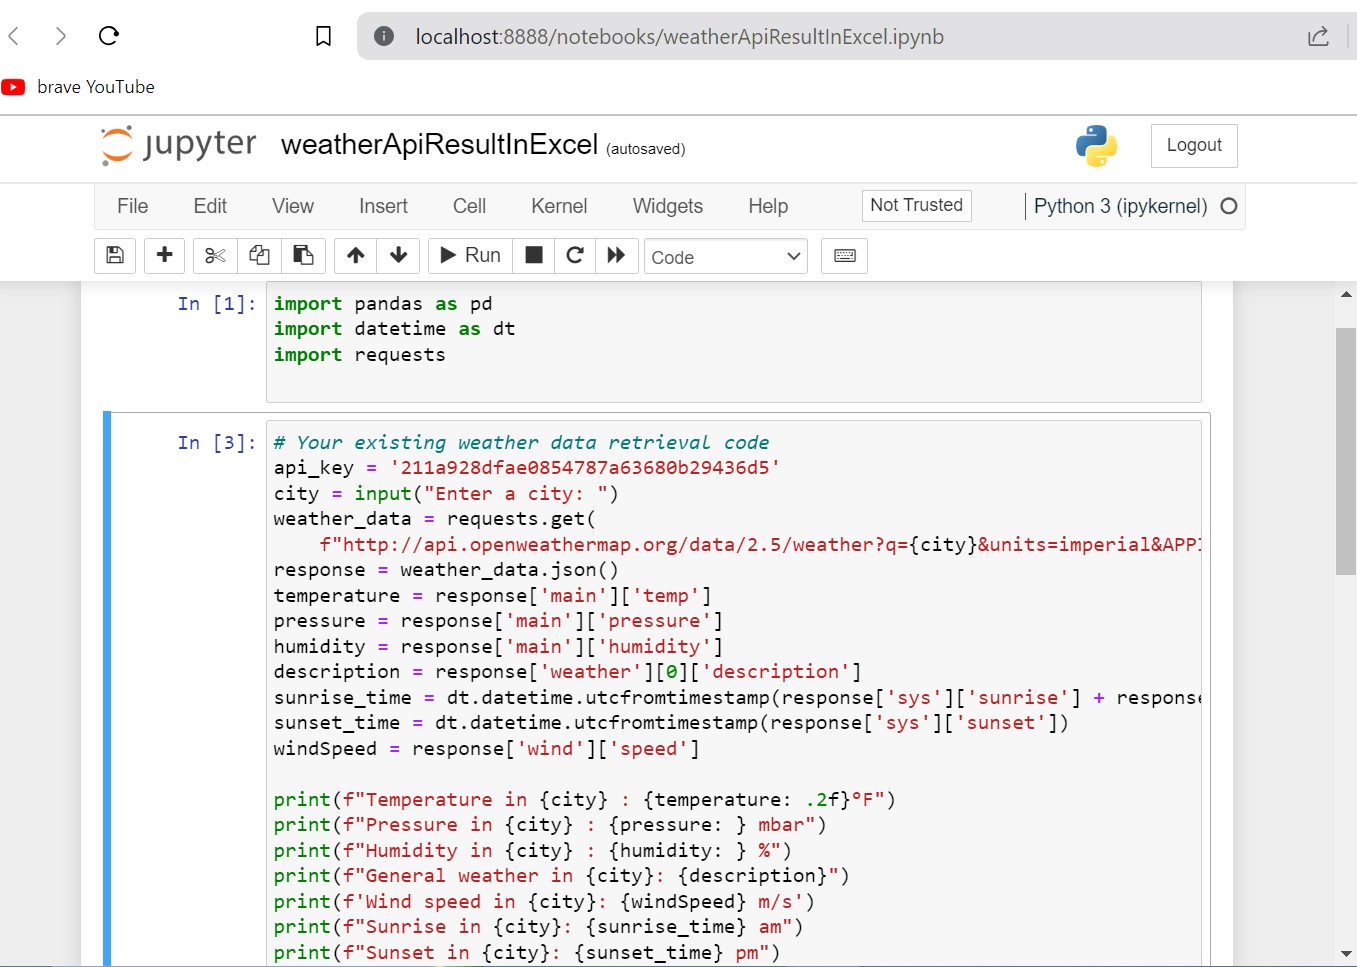 localhost:8888/notebooks/weatherApiResultInExcel.ipynb
brave YouTube
jupyter weatherApiResultInExcel (autosaved) Logout
File Edit View Insert Cell Kernel Widgets Help Not Trusted Python 3 (ipykernel)
Run Code
In [1]: import pandas as pd
import datetime as dt
import requests
In [3]: # Your existing weather data retrieval code
api_key = '211a928dfae0854787a63680b29436d5'
city = input("Enter a city: ")
weather_data = requests.get(
    f"http://api.openweathermap.org/data/2.5/weather?q={city}&units=imperial&APPI
response = weather_data.json()
temperature = response['main']['temp']
pressure = response['main']['pressure']
humidity = response['main']['humidity']
description = response['weather'][0]['description']
sunrise_time = dt.datetime.utcfromtimestamp(response['sys']['sunrise'] + response
sunset_time = dt.datetime.utcfromtimestamp(response['sys']['sunset'])
windSpeed = response['wind']['speed']
print(f"Temperature in {city} : {temperature: .2f}°F")
print(f"Pressure in {city} : {pressure: } mbar")
print(f"Humidity in {city} : {humidity: } %")
print(f"General weather in {city}: {description}")
print(f'Wind speed in {city}: {windSpeed} m/s')
print(f"Sunrise in {city}: {sunrise_time} am")
print(f"Sunset in {city}: {sunset_time} pm")